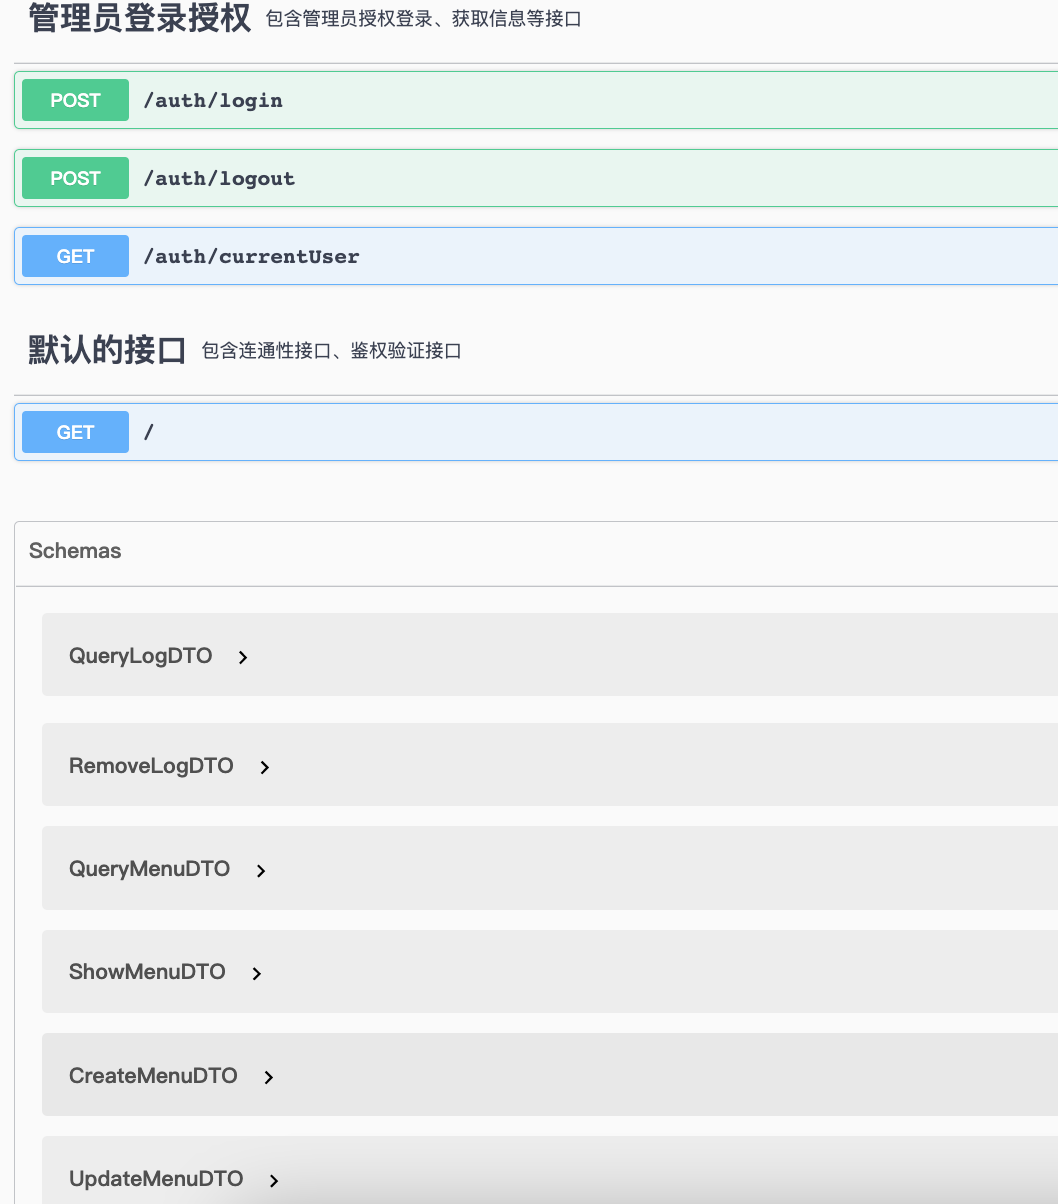 管理员登录授权 包含管理员授权登录、获取信息等接口
POST /auth/login
POST /auth/logout
GET /auth/currentUser
默认的接口 包含连通性接口、鉴权验证接口
GET /
Schemas
QueryLogDTO
RemoveLogDTO
QueryMenuDTO
ShowMenuDTO
CreateMenuDTO
UpdateMenuDTO